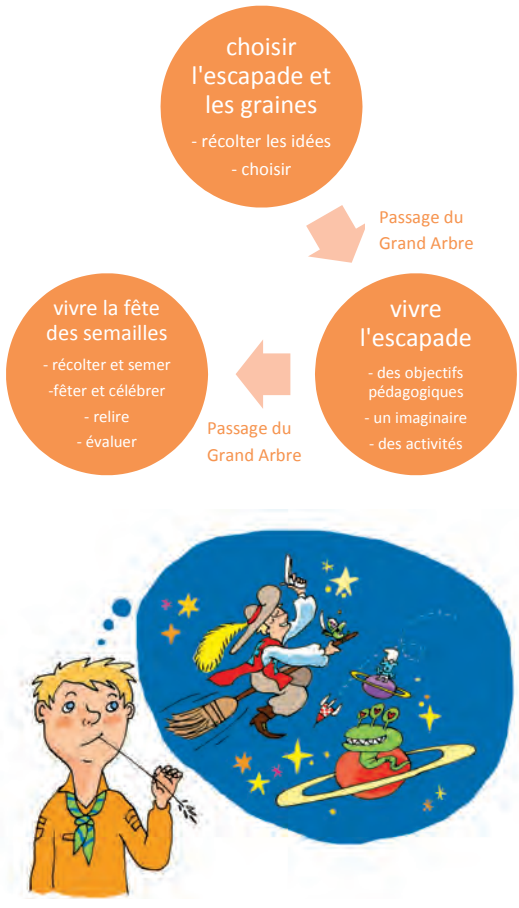 choisir
l'escapade et
les graines
- récolter les idées
- choisir
Passage du
Grand Arbre
vivre
l'escapade
- des objectifs
pédagogiques
- un imaginaire
- des activités
Passage du
Grand Arbre
vivre la fête
des semailles
- récolter et semer
-fêter et célébrer
- relire
- évaluer